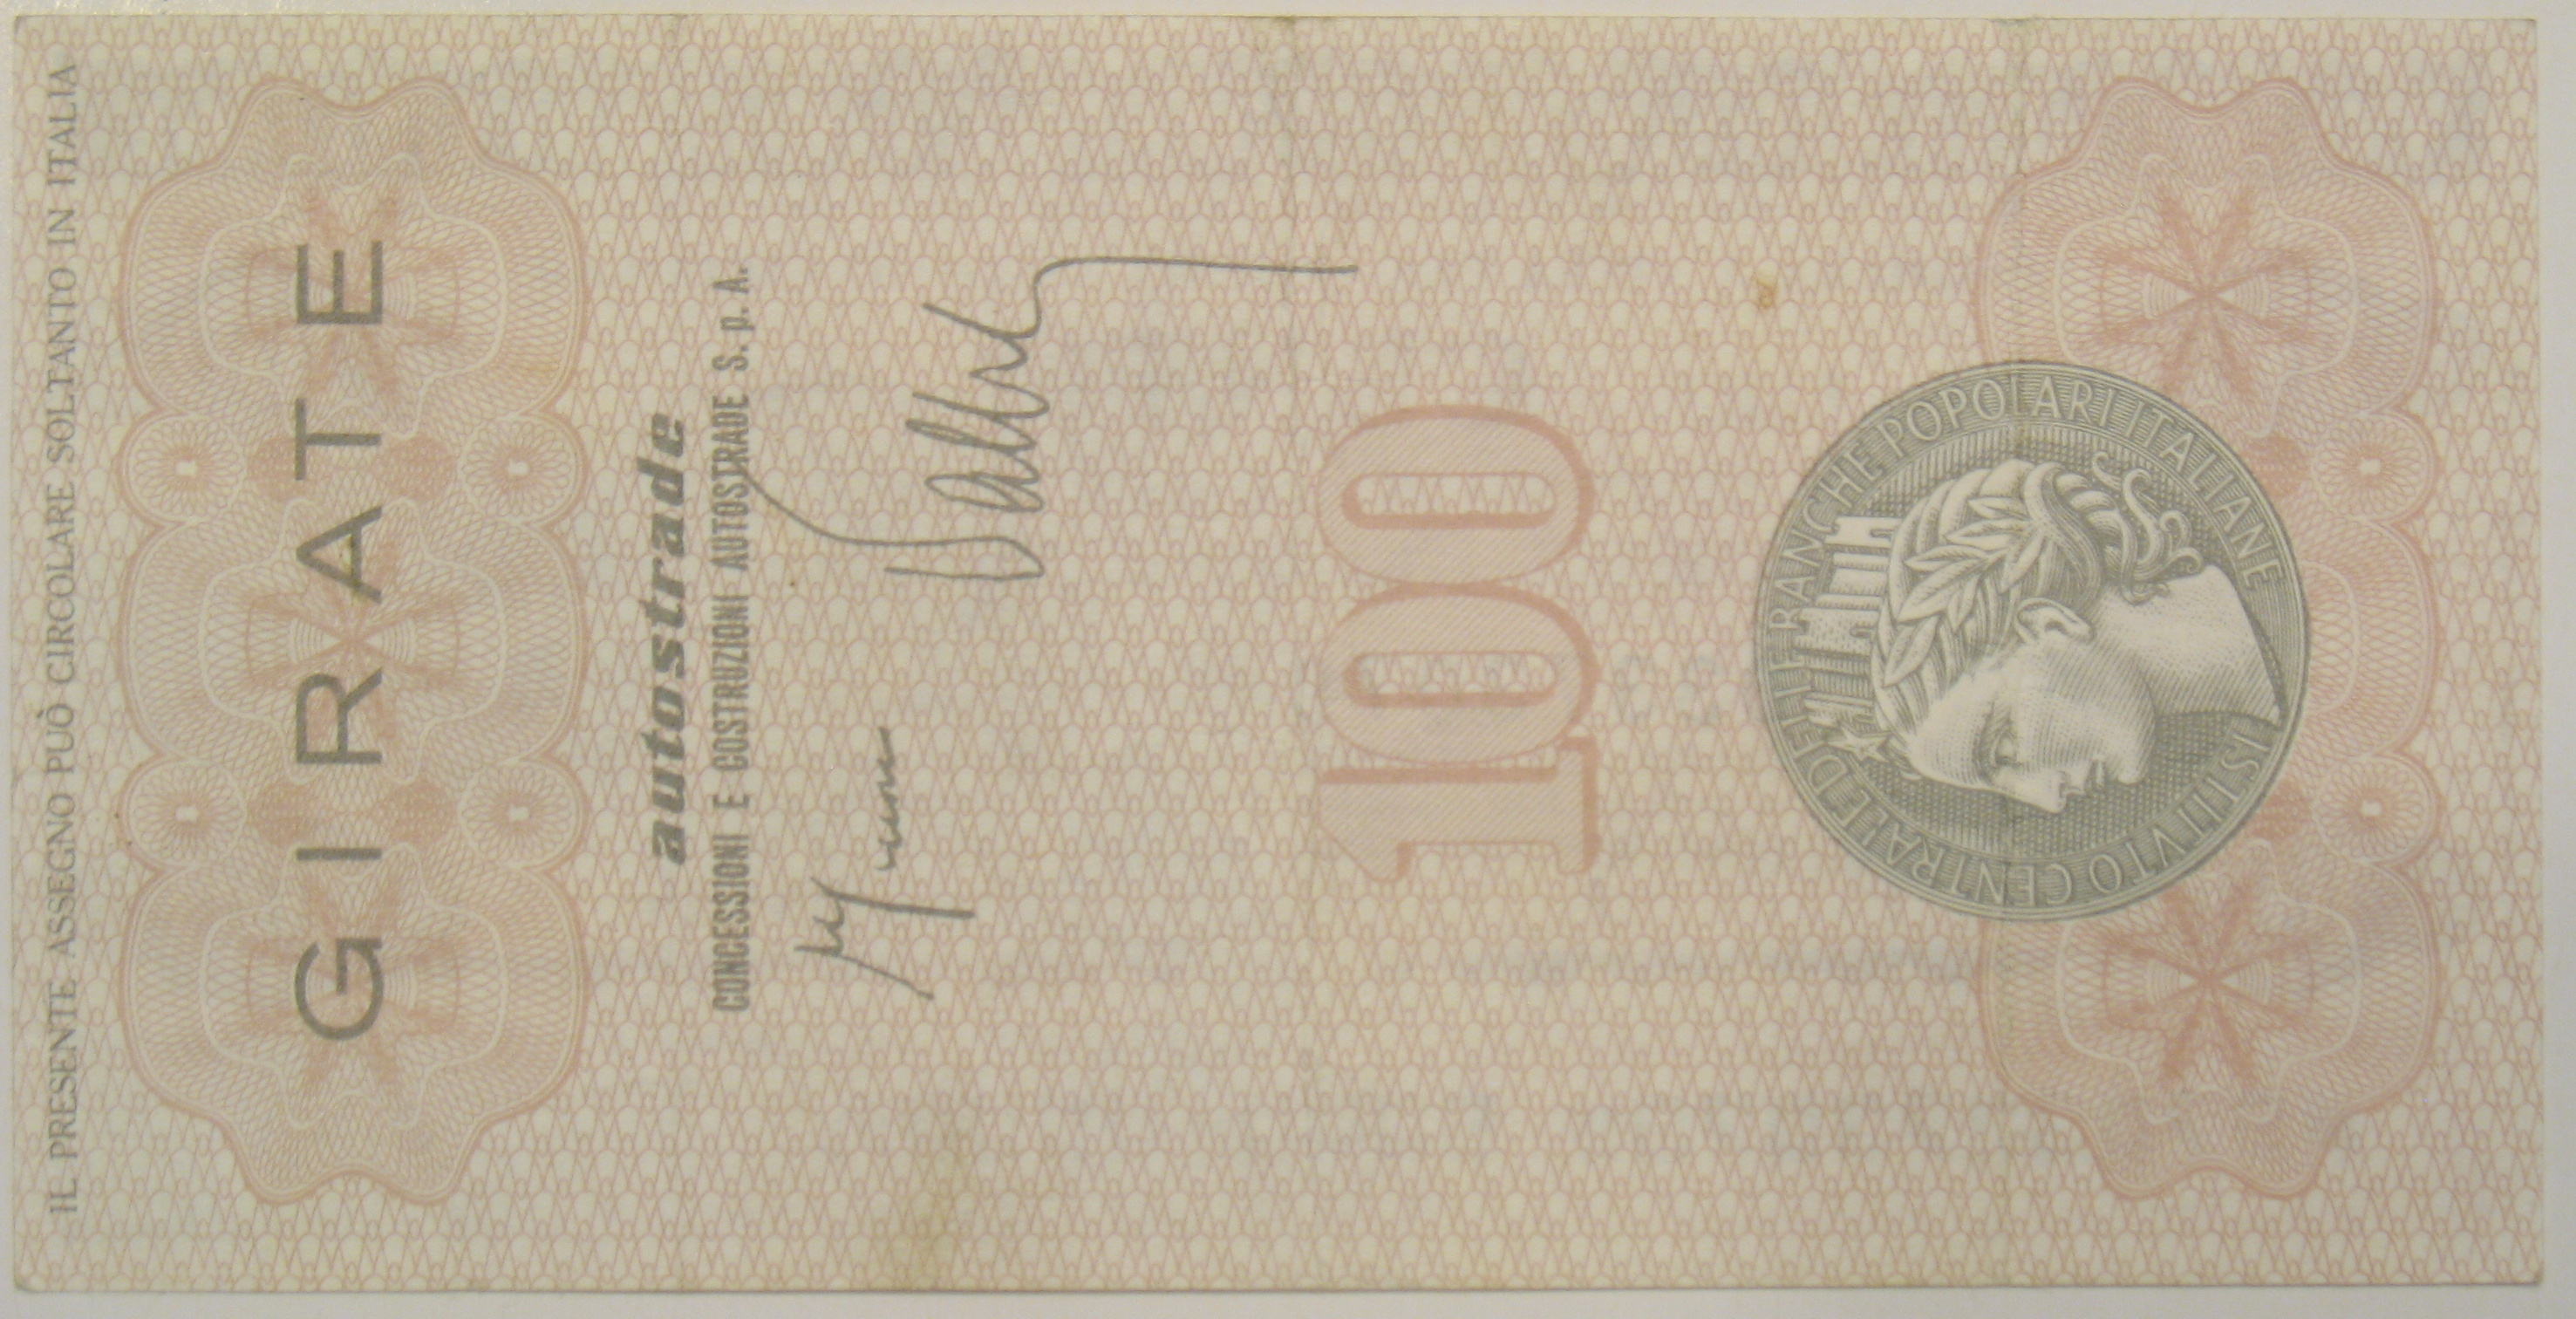 IL PRESENTE ASSEGNO PUÒ CIRCOLARE SOLTANTO IN ITALIA
GIRATE
autostrade
CONCESSIONI E COSTRUZIONI AUTOSTRADE S.p.A.
100
ISTITVTO CENTRALE DELLE BANCHE POPOLARI ITALIANE